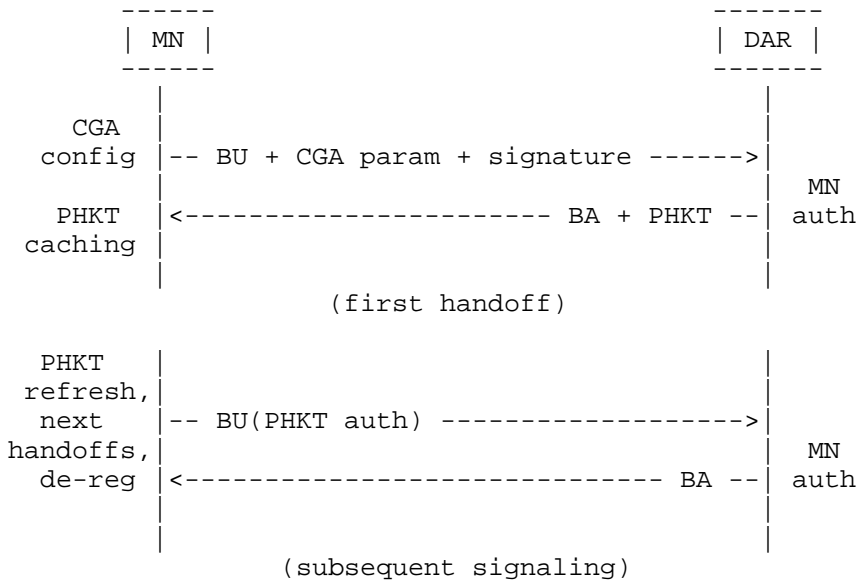 ------ -------
| MN | | DAR |
------ -------
| |
CGA | |
config |-- BU + CGA param + signature ------>|
| | MN
PHKT |<----------------------- BA + PHKT --| auth
caching | |
| |
(first handoff)
PHKT | |
refresh,| |
next |-- BU(PHKT auth) ------------------->|
handoffs,| | MN
de-reg |<------------------------------ BA --| auth
| |
| |
(subsequent signaling)